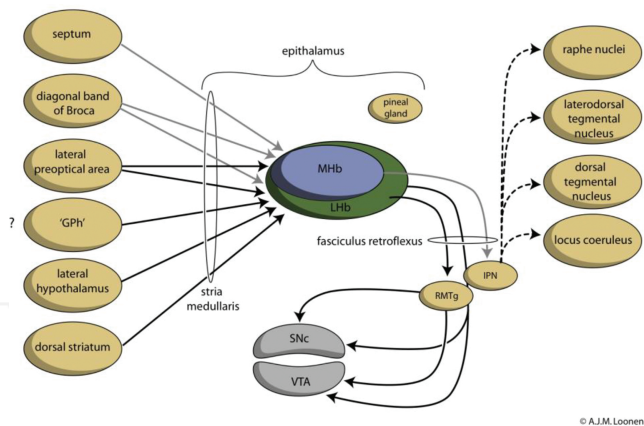 septum
epithalamus
raphe nuclei
diagonal band
of Broca
pineal
gland
laterodorsal
tegmental
nucleus
lateral
preoptical area
MHb
LHb
dorsal
tegmental
nucleus
?
'GPh'
fasciculus retroflexus
locus coeruleus
lateral
hypothalamus
stria
medullaris
IPN
RMTg
dorsal striatum
SNc
VTA
© A.J.M. Loonen